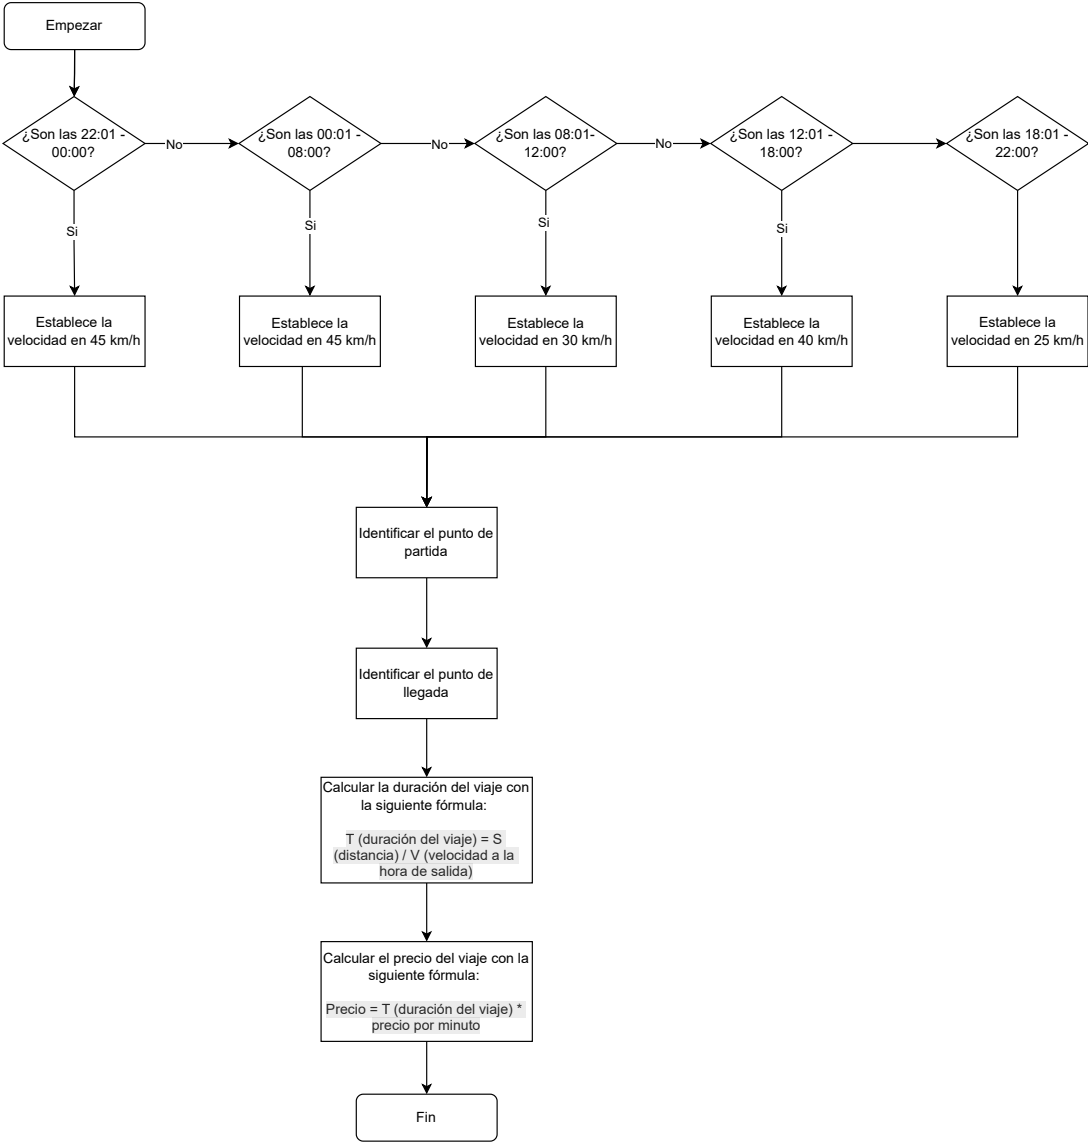 Empezar
¿Son las 22:01 -
00:00?
No
¿Son las 00:01 -
08:00?
No
¿Son las 08:01-
12:00?
No
¿Son las 12:01 -
18:00?
¿Son las 18:01 -
22:00?
Si
Si
Si
Si
Establece la
velocidad en 45 km/h
Establece la
velocidad en 45 km/h
Establece la
velocidad en 30 km/h
Establece la
velocidad en 40 km/h
Establece la
velocidad en 25 km/h
Identificar el punto de
partida
Identificar el punto de
llegada
Calcular la duración del viaje con
la siguiente fórmula:
T (duración del viaje) = S
(distancia) / V (velocidad a la
hora de salida)
Calcular el precio del viaje con la
siguiente fórmula:
Precio = T (duración del viaje) *
precio por minuto
Fin